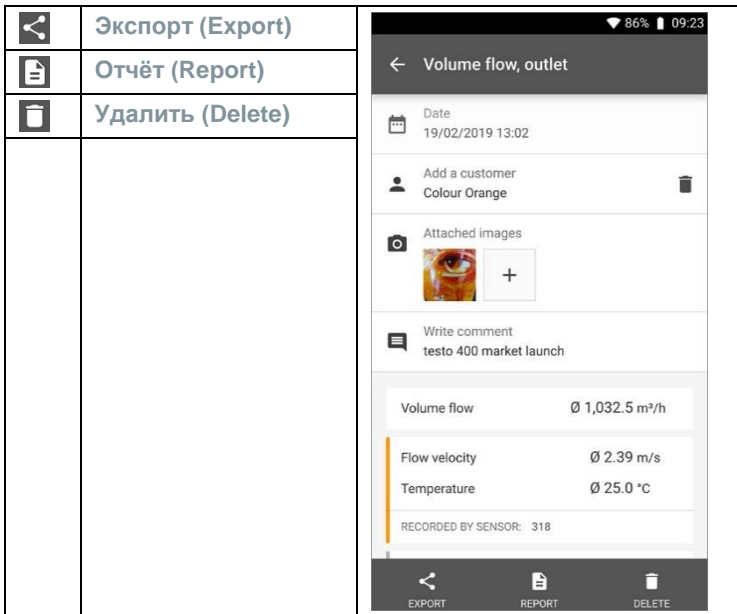 Экспорт (Export)
Отчёт (Report)
Удалить (Delete)
86% 09:23
Volume flow, outlet
Date
19/02/2019 13:02
Add a customer
Colour Orange
Attached images
+
Write comment
testo 400 market launch
Volume flow Ø 1,032.5 m³/h
Flow velocity Ø 2.39 m/s
Temperature Ø 25.0 °C
RECORDED BY SENSOR: 318
EXPORT REPORT DELETE